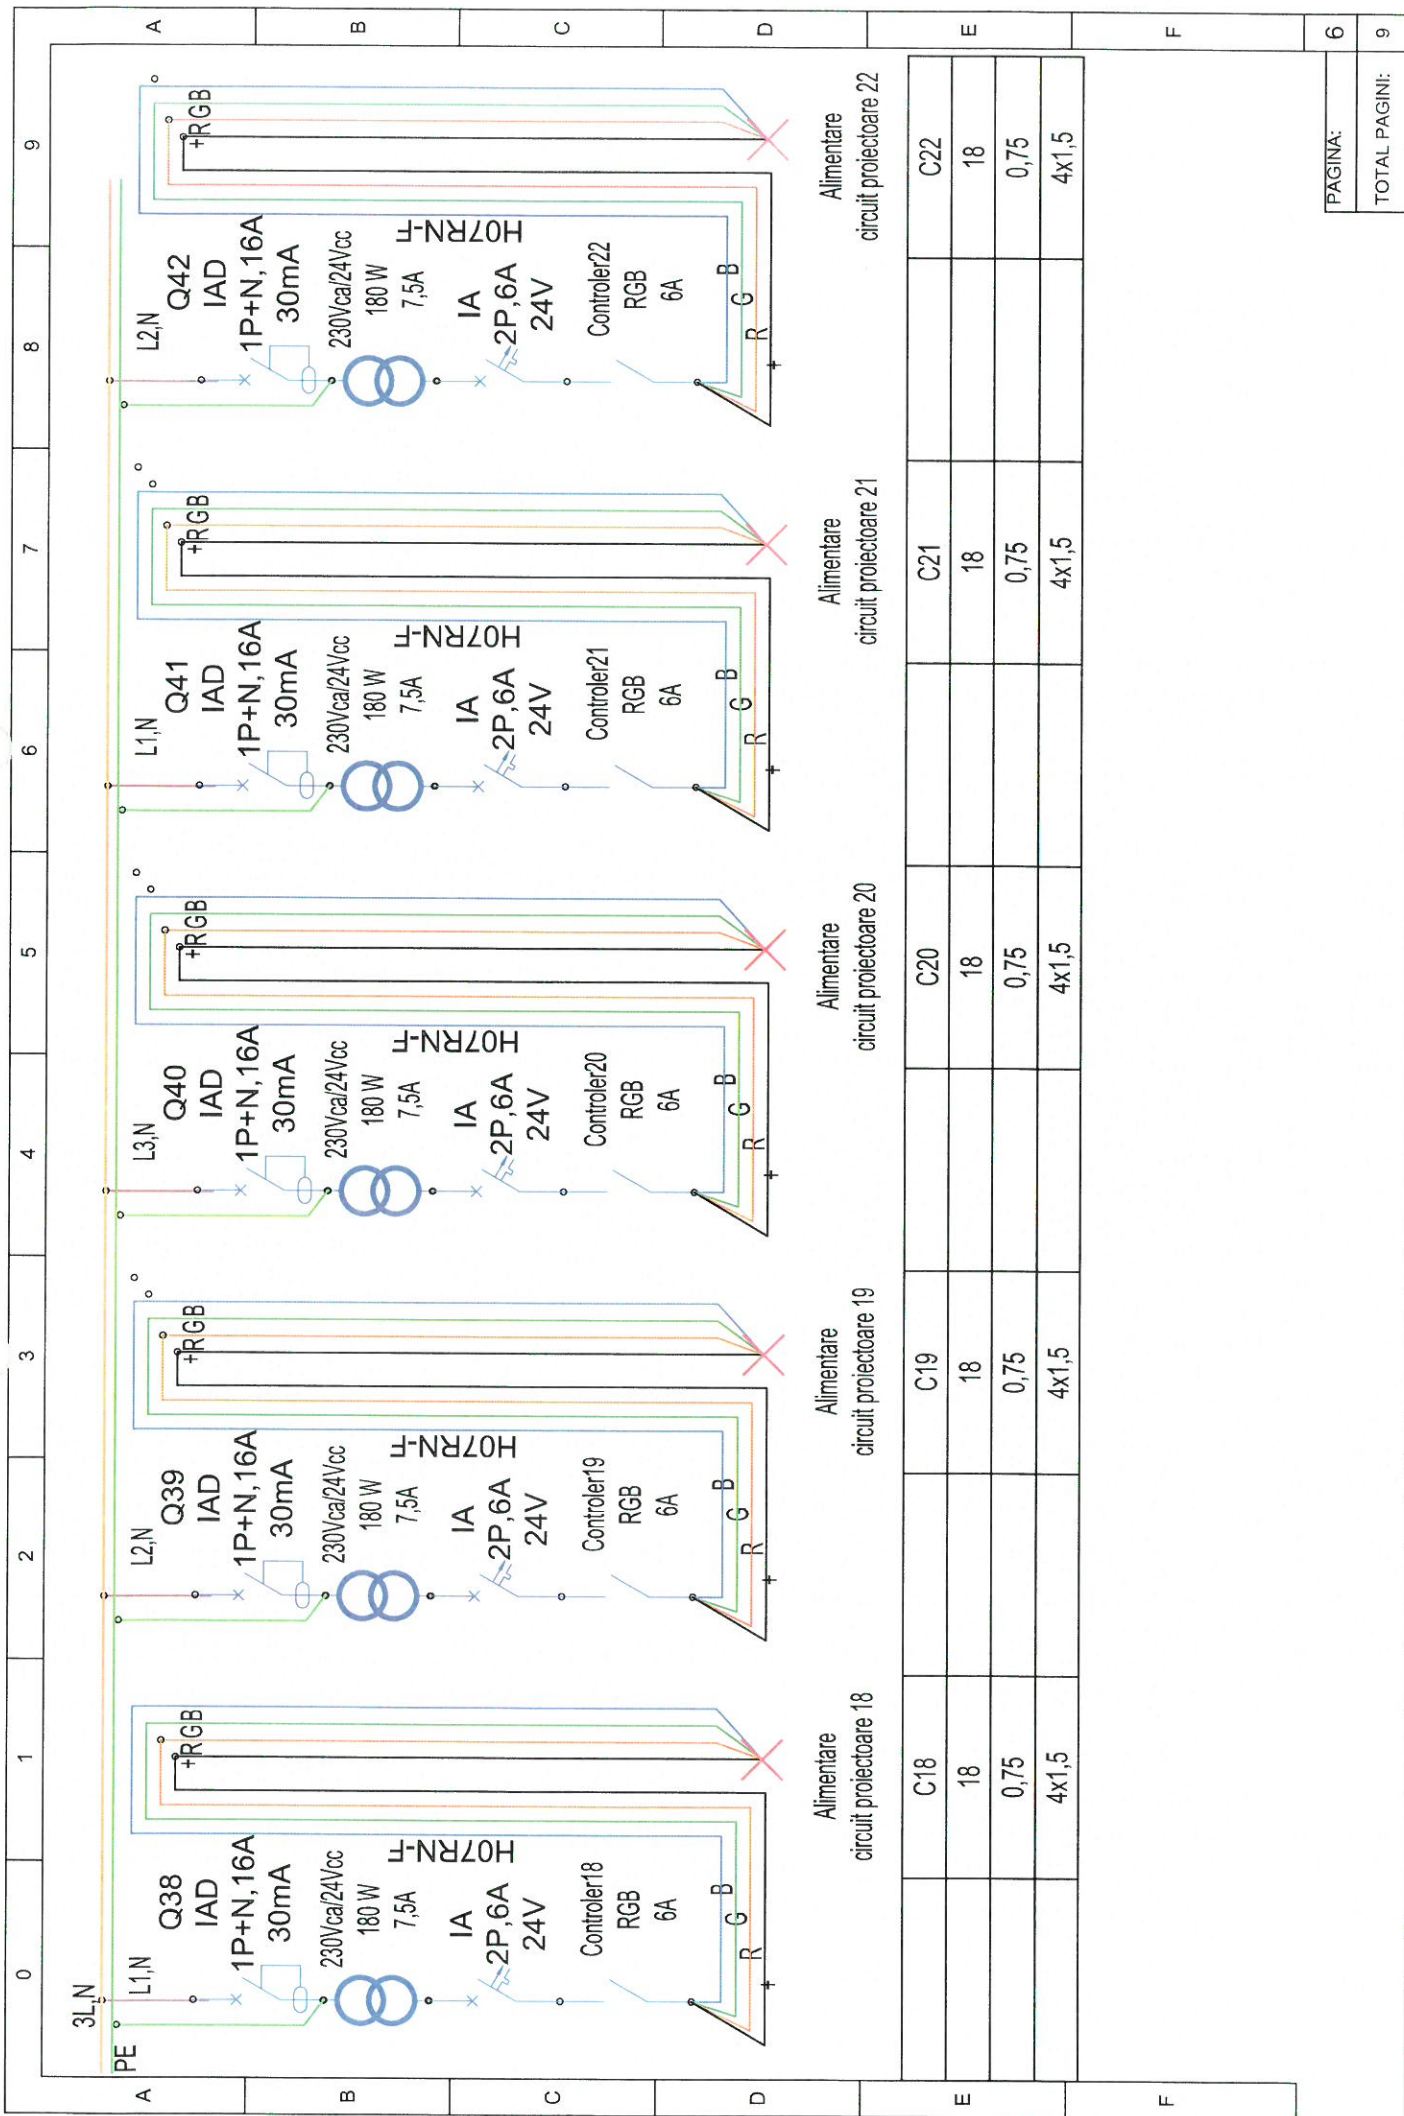 0 1 2 3 4 5 6 7 8 9
A
B
C
D
E
F
A
B
C
D
E
F
3L,N
PE
L1,N
Q38
IAD
1P+N,16A
30mA
230Vca/24Vcc
180 W
7,5A
H07RN-F
IA
2P,6A
24V
Controler18
RGB
6A
+RGB
+ R G B
Alimentare
circuit proiectoare 18
L2,N
Q39
IAD
1P+N,16A
30mA
230Vca/24Vcc
180 W
7,5A
H07RN-F
IA
2P,6A
24V
Controler19
RGB
6A
+RGB
+ R G B
Alimentare
circuit proiectoare 19
L3,N
Q40
IAD
1P+N,16A
30mA
230Vca/24Vcc
180 W
7,5A
H07RN-F
IA
2P,6A
24V
Controler20
RGB
6A
+RGB
+ R G B
Alimentare
circuit proiectoare 20
L1,N
Q41
IAD
1P+N,16A
30mA
230Vca/24Vcc
180 W
7,5A
H07RN-F
IA
2P,6A
24V
Controler21
RGB
6A
+RGB
+ R G B
Alimentare
circuit proiectoare 21
L2,N
Q42
IAD
1P+N,16A
30mA
230Vca/24Vcc
180 W
7,5A
H07RN-F
IA
2P,6A
24V
Controler22
RGB
6A
+RGB
+ R G B
Alimentare
circuit proiectoare 22
C18 C19 C20 C21 C22
18 18 18 18 18
0,75 0,75 0,75 0,75 0,75
4x1,5 4x1,5 4x1,5 4x1,5 4x1,5
PAGINA: 6
TOTAL PAGINI: 9